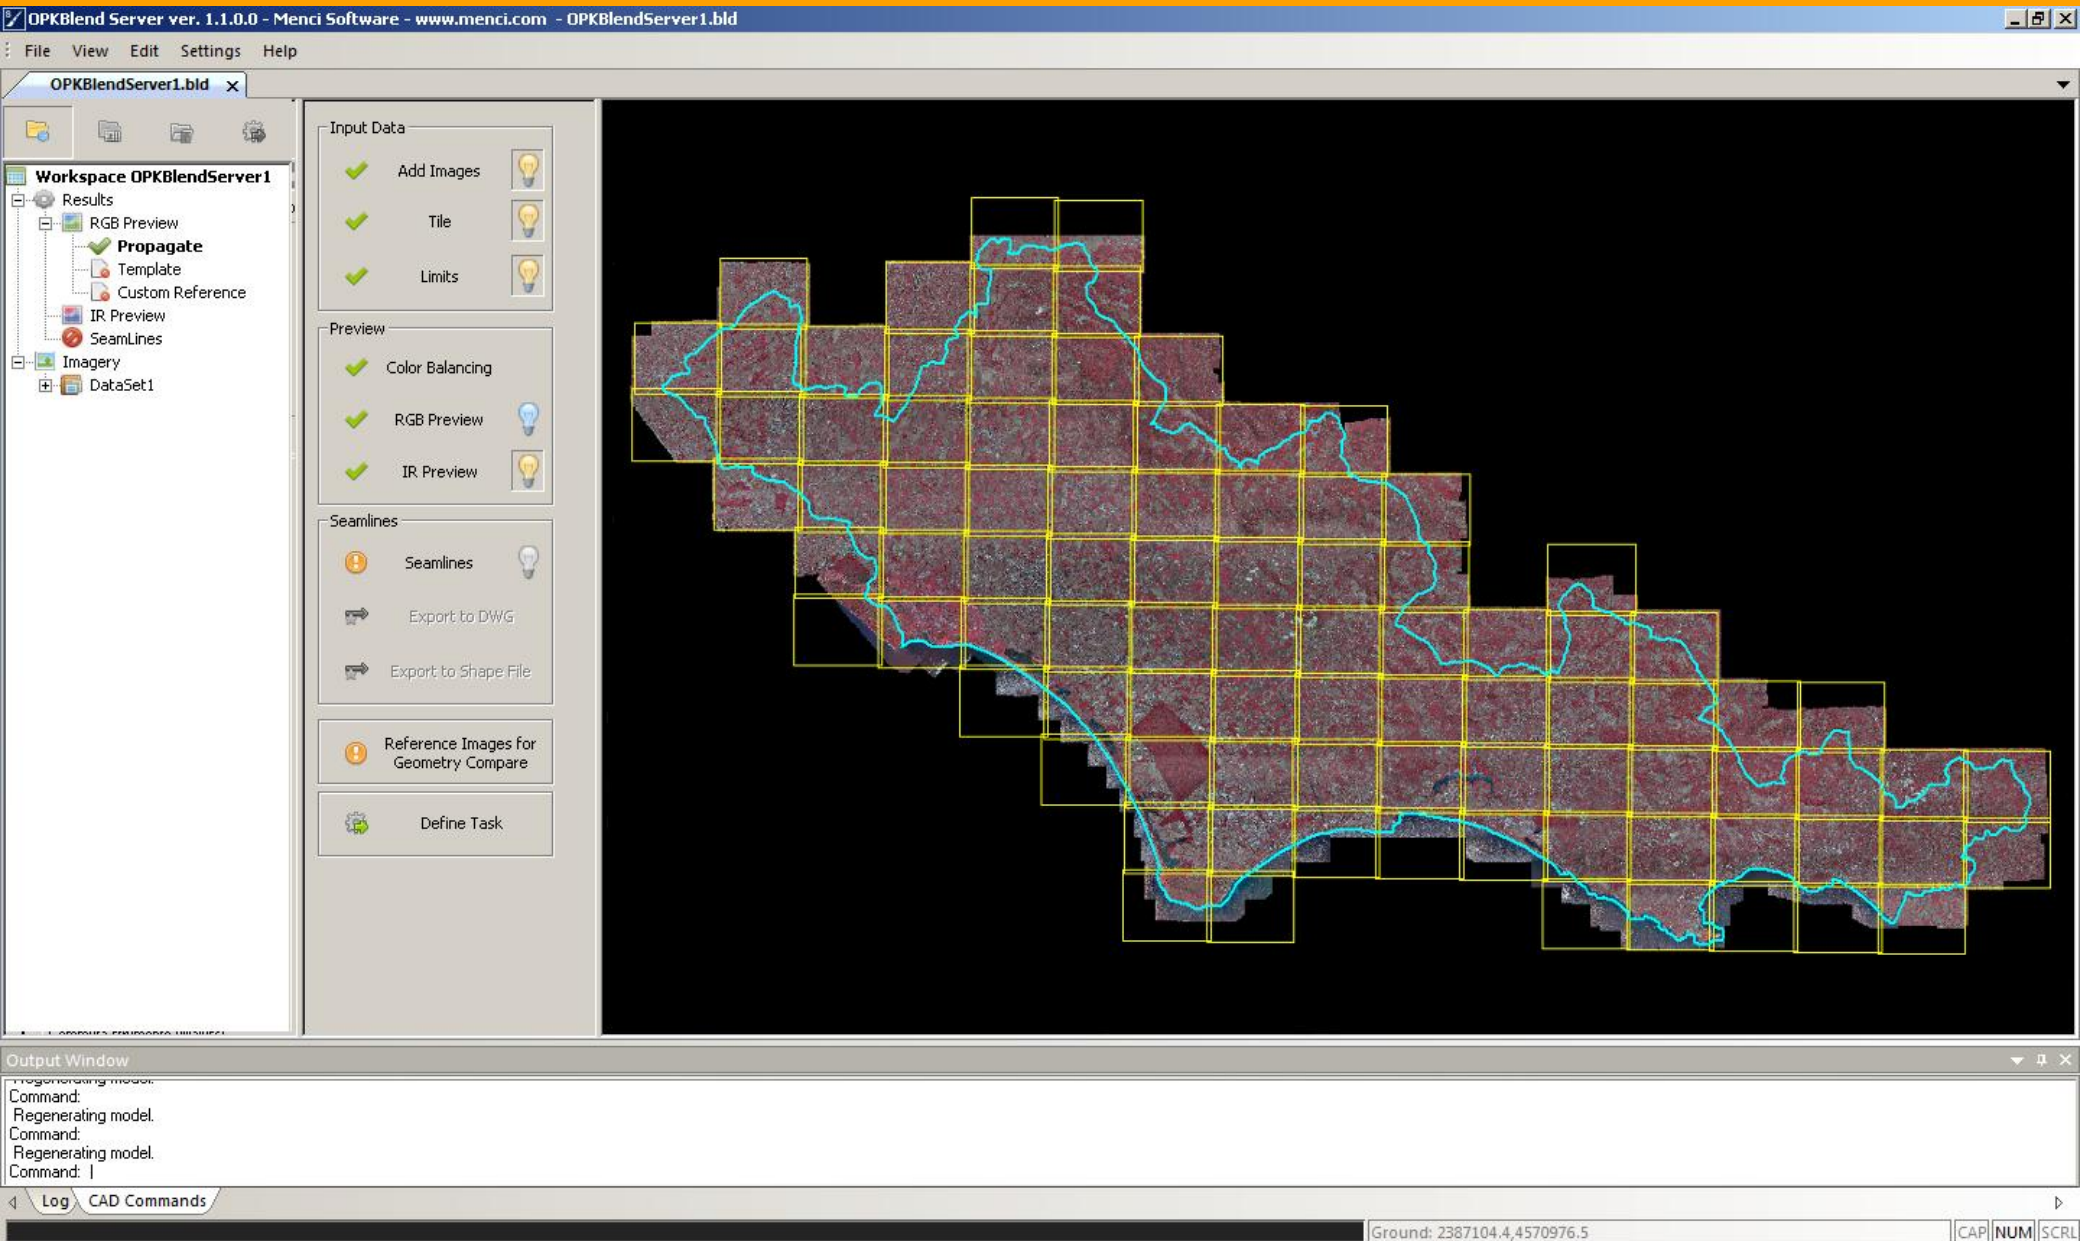 OPKBlend Server ver. 1.1.0.0 - Menci Software - www.menci.com - OPKBlendServer1.bld
File View Edit Settings Help
OPKBlendServer1.bld
Workspace OPKBlendServer1
Results
RGB Preview
Propagate
Template
Custom Reference
IR Preview
SeamLines
Imagery
DataSet1
Input Data
Add Images
Tile
Limits
Preview
Color Balancing
RGB Preview
IR Preview
Seamlines
Seamlines
Export to DWG
Export to Shape File
Reference Images for
Geometry Compare
Define Task
Output Window
Regenerating model.
Command:
Regenerating model.
Command:
Regenerating model.
Command:
Log CAD Commands
Ground: 2387104.4,4570976.5
CAP NUM SCRL